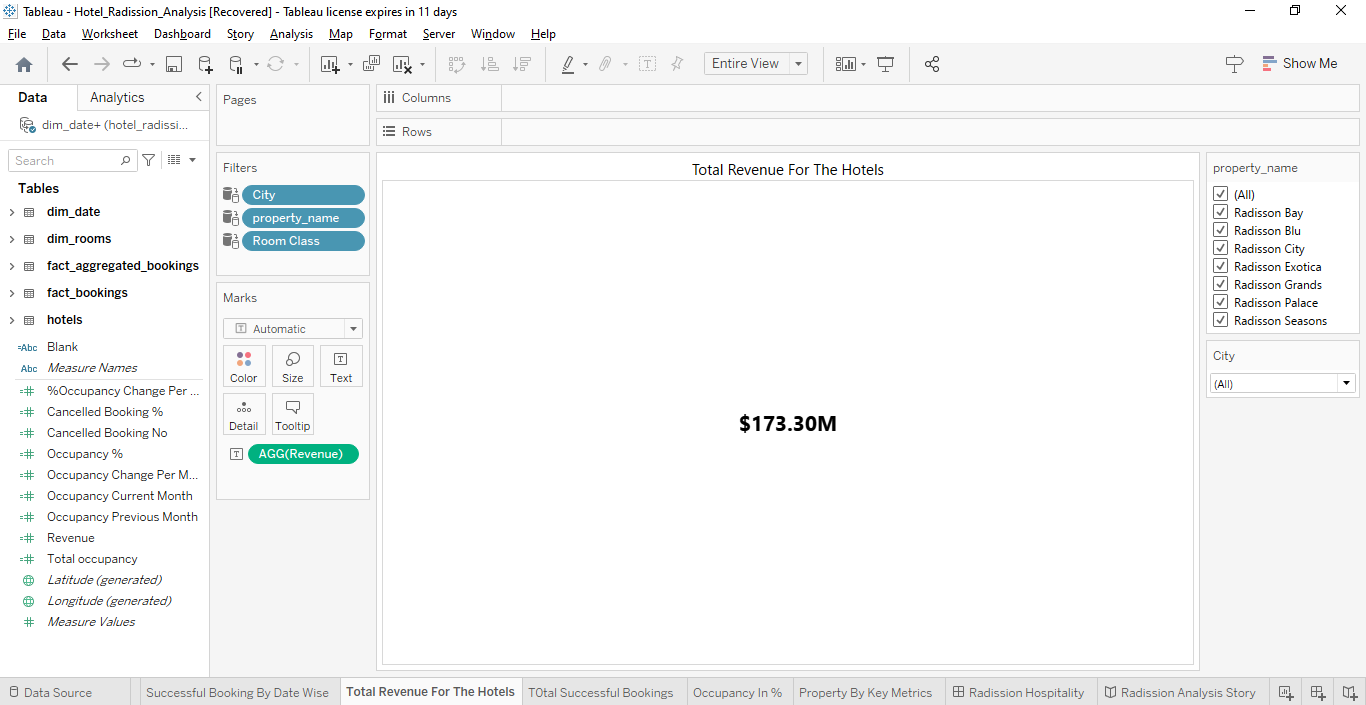 Tableau - Hotel_Radission_Analysis [Recovered] - Tableau license expires in 11 days
File Data Worksheet Dashboard Story Analysis Map Format Server Window Help
Entire View
Show Me
Data Analytics
dim_date+ (hotel_radissi...
Search
Tables
dim_date
dim_rooms
fact_aggregated_bookings
fact_bookings
hotels
=Abc Blank
Abc Measure Names
%Occupancy Change Per ...
Cancelled Booking %
Cancelled Booking No
Occupancy %
Occupancy Change Per M...
Occupancy Current Month
Occupancy Previous Month
Revenue
Total occupancy
Latitude (generated)
Longitude (generated)
Measure Values
Pages
Filters
City
property_name
Room Class
Marks
Automatic
Color Size Text
Detail Tooltip
AGG(Revenue)
Columns
Rows
Total Revenue For The Hotels
$173.30M
property_name
(All)
Radisson Bay
Radisson Blu
Radisson City
Radisson Exotica
Radisson Grands
Radisson Palace
Radisson Seasons
City
(All)
Data Source Successful Booking By Date Wise Total Revenue For The Hotels T0tal Successful Bookings Occupancy In % Property By Key Metrics Radission Hospitality Radission Analysis Story